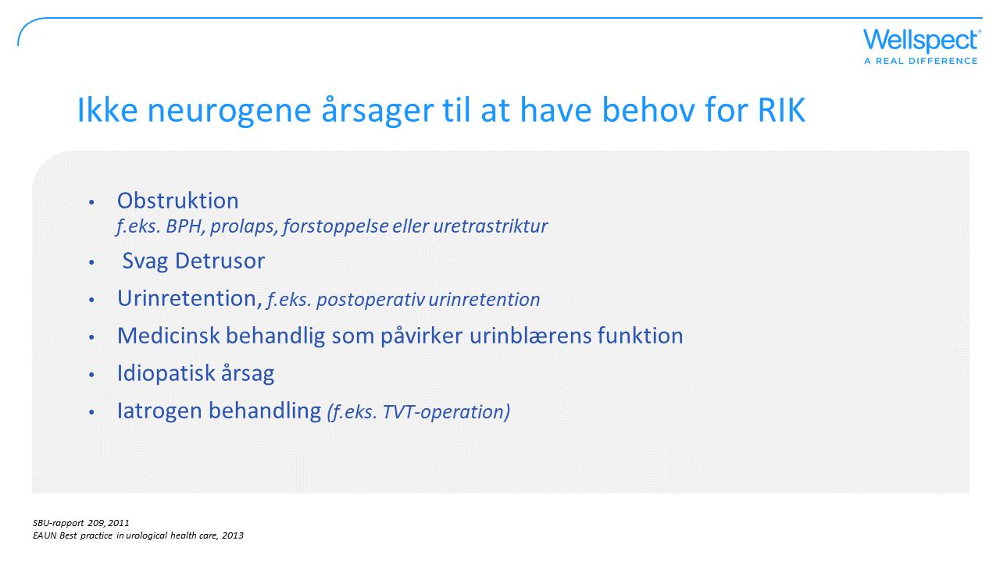 Wellspect®
A REAL DIFFERENCE
Ikke neurogene årsager til at have behov for RIK
• Obstruktion
f.eks. BPH, prolaps, forstoppelse eller uretrastriktur
• Svag Detrusor
• Urinretention, f.eks. postoperativ urinretention
• Medicinsk behandlig som påvirker urinblærens funktion
• Idiopatisk årsag
• Iatrogen behandling (f.eks. TVT-operation)
SBU-rapport 209, 2011
EAUN Best practice in urological health care, 2013